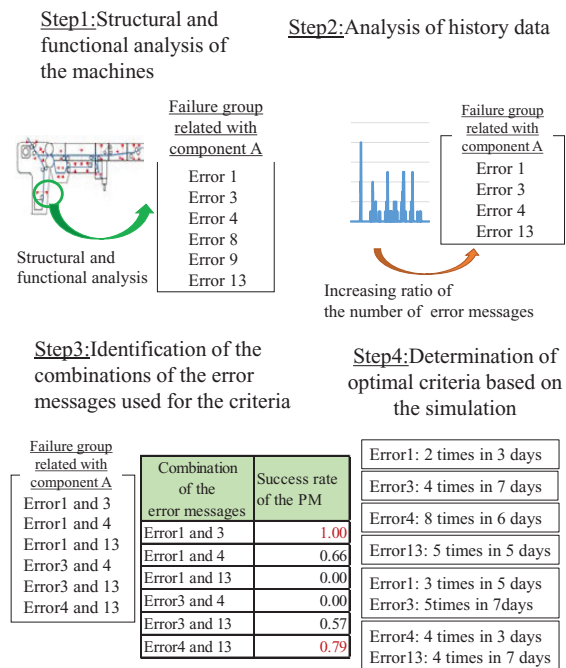 Step1:Structural and
functional analysis of
the machines
Failure group
related with
component A
Error 1
Error 3
Error 4
Error 8
Error 9
Error 13
Structural and
functional analysis
Step2:Analysis of history data
Failure group
related with
component A
Error 1
Error 3
Error 4
Error 13
Increasing ratio of
the number of error messages
Step3:Identification of the
combinations of the error
messages used for the criteria
Failure group
related with
component A
Error1 and 3
Error1 and 4
Error1 and 13
Error3 and 4
Error3 and 13
Error4 and 13
Combination of the error messages Success rate of the PM
Error1 and 3 1.00
Error1 and 4 0.66
Error1 and 13 0.00
Error3 and 4 0.00
Error3 and 13 0.57
Error4 and 13 0.79
Step4:Determination of
optimal criteria based on
the simulation
Error1: 2 times in 3 days
Error3: 4 times in 7 days
Error4: 8 times in 6 days
Error13: 5 times in 5 days
Error1: 3 times in 5 days
Error3: 5times in 7days
Error4: 4 times in 3 days
Error13: 4 times in 7 days